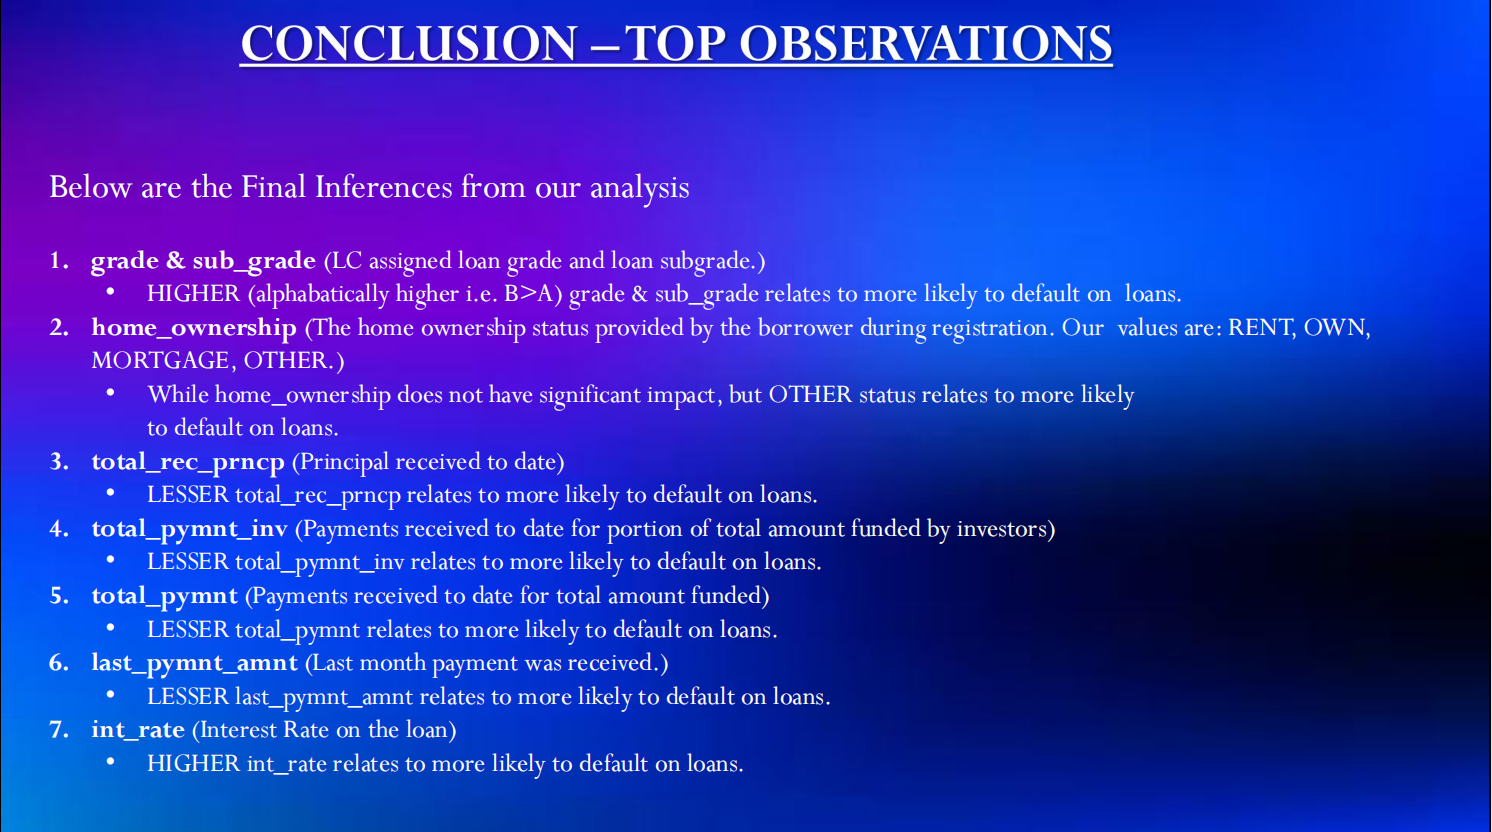 CONCLUSION – TOP OBSERVATIONS
Below are the Final Inferences from our analysis
1. grade & sub_grade (LC assigned loan grade and loan subgrade.)
• HIGHER (alphabatically higher i.e. B>A) grade & sub_grade relates to more likely to default on loans.
2. home_ownership (The home ownership status provided by the borrower during registration. Our values are: RENT, OWN,
MORTGAGE, OTHER.)
• While home_ownership does not have significant impact, but OTHER status relates to more likely
to default on loans.
3. total_rec_prncp (Principal received to date)
• LESSER total_rec_prncp relates to more likely to default on loans.
4. total_pymnt_inv (Payments received to date for portion of total amount funded by investors)
• LESSER total_pymnt_inv relates to more likely to default on loans.
5. total_pymnt (Payments received to date for total amount funded)
• LESSER total_pymnt relates to more likely to default on loans.
6. last_pymnt_amnt (Last month payment was received.)
• LESSER last_pymnt_amnt relates to more likely to default on loans.
7. int_rate (Interest Rate on the loan)
• HIGHER int_rate relates to more likely to default on loans.